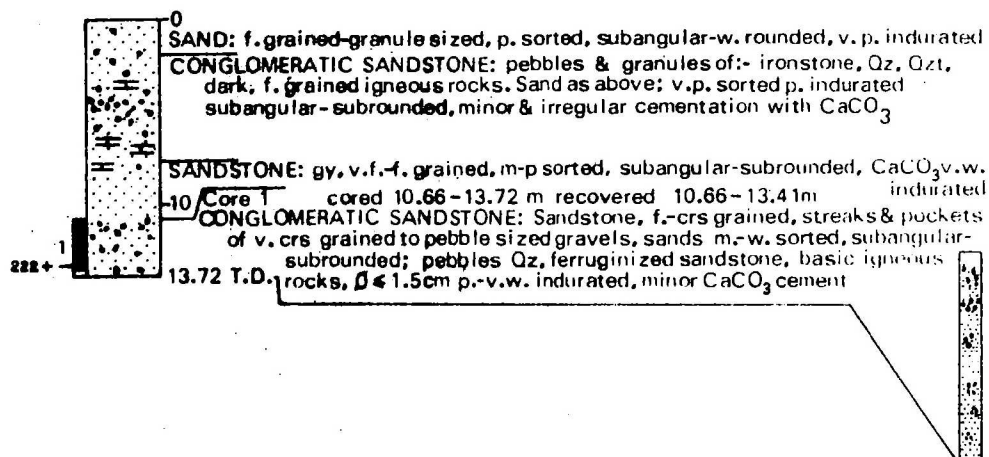 0
SAND: f.grained-granule sized, p. sorted, subangular-w. rounded, v. p. indurated
CONGLOMERATIC SANDSTONE: pebbles & granules of:- ironstone, Qz, Qzt,
dark, f. grained igneous rocks. Sand as above; v.p. sorted p. indurated
subangular-subrounded, minor & irregular cementation with CaCO3
SANDSTONE: gy, v.f.-f. grained, m-p sorted, subangular-subrounded, CaCO3 v.w.
indurated
10 Core 1 cored 10.66-13.72 m recovered 10.66-13.41m
CONGLOMERATIC SANDSTONE: Sandstone, f.-crs grained, streaks & pockets
1 of v. crs grained to pebble sized gravels, sands m.-w. sorted, subangular-
222+ subrounded; pebbles Qz, ferruginized sandstone, basic igneous
13.72 T.D. rocks, Ø ⩽ 1.5cm p.-v.w. indurated, minor CaCO3 cement